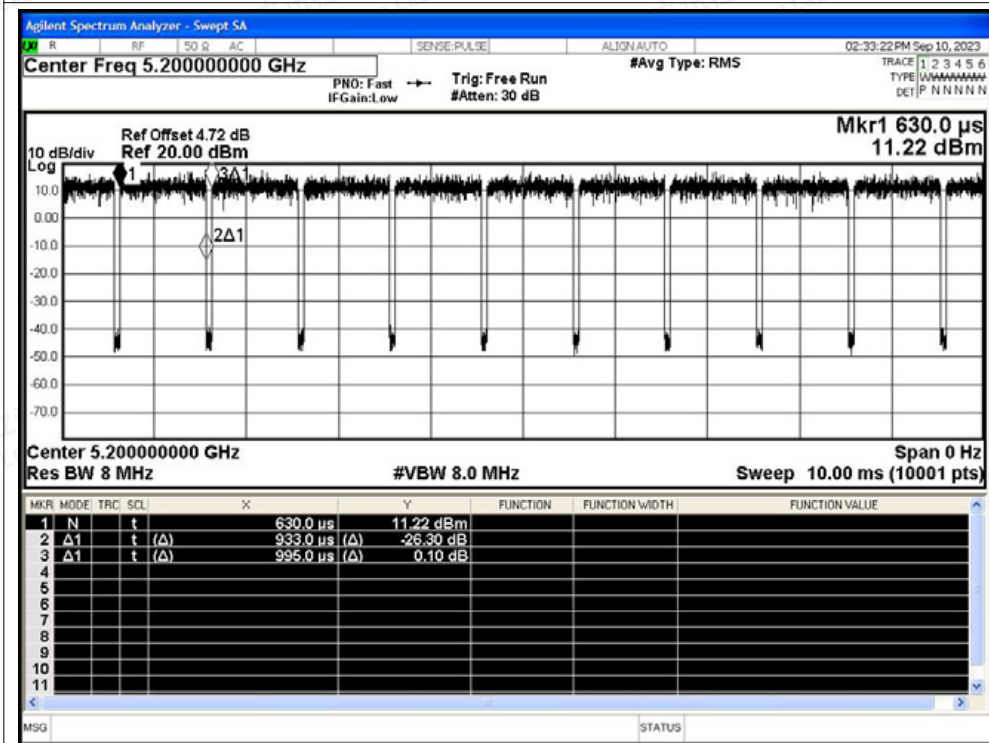 Agilent Spectrum Analyzer - Swept SA
LXI R RF 50 Ω AC SENSE:PULSE ALIGN AUTO 02:33:22 PM Sep 10, 2023
Center Freq 5.200000000 GHz #Avg Type: RMS TRACE 1 2 3 4 5 6
PNO: Fast Trig: Free Run TYPE WWWWWW
IFGain:Low #Atten: 30 dB DET P N N N N N
Mkr1 630.0 µs
Ref Offset 4.72 dB
10 dB/div Ref 20.00 dBm 11.22 dBm
Log
1 3Δ1
10.0
0.00
2Δ1
-10.0
-20.0
-30.0
-40.0
-50.0
-60.0
-70.0
Center 5.200000000 GHz Span 0 Hz
Res BW 8 MHz #VBW 8.0 MHz Sweep 10.00 ms (10001 pts)
MKR MODE TRC SCL X Y FUNCTION FUNCTION WIDTH FUNCTION VALUE
1 N t 630.0 µs 11.22 dBm
2 Δ1 t (Δ) 933.0 µs (Δ) -26.30 dB
3 Δ1 t (Δ) 995.0 µs (Δ) 0.10 dB
4
5
6
7
8
9
10
11
MSG STATUS